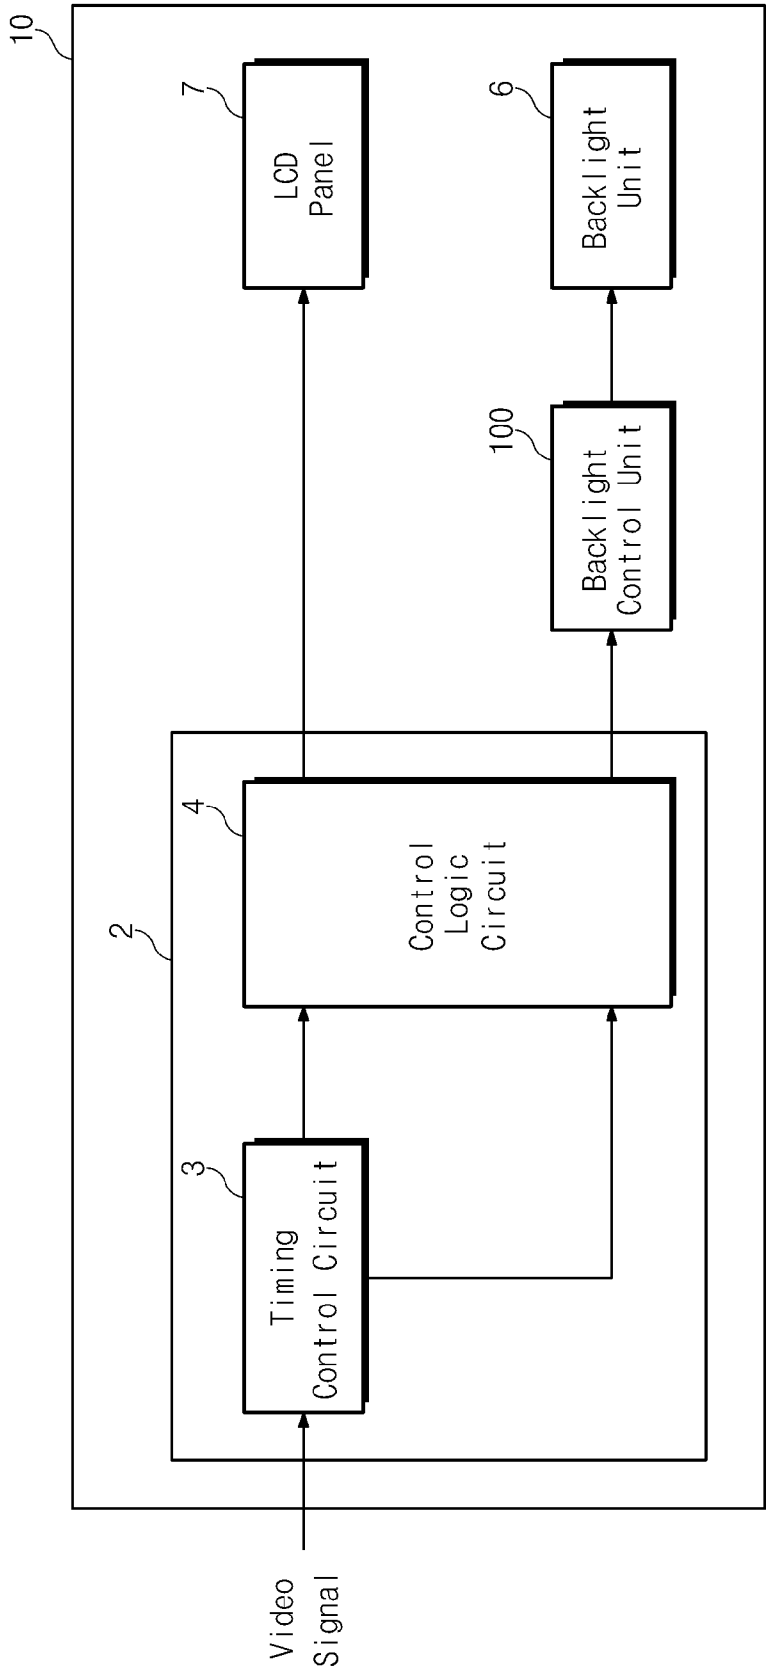 10
2
Video
Signal
3
Timing
Control Circuit
4
Control
Logic
Circuit
7
LCD
Panel
100
Backlight
Control Unit
6
Backlight
Unit